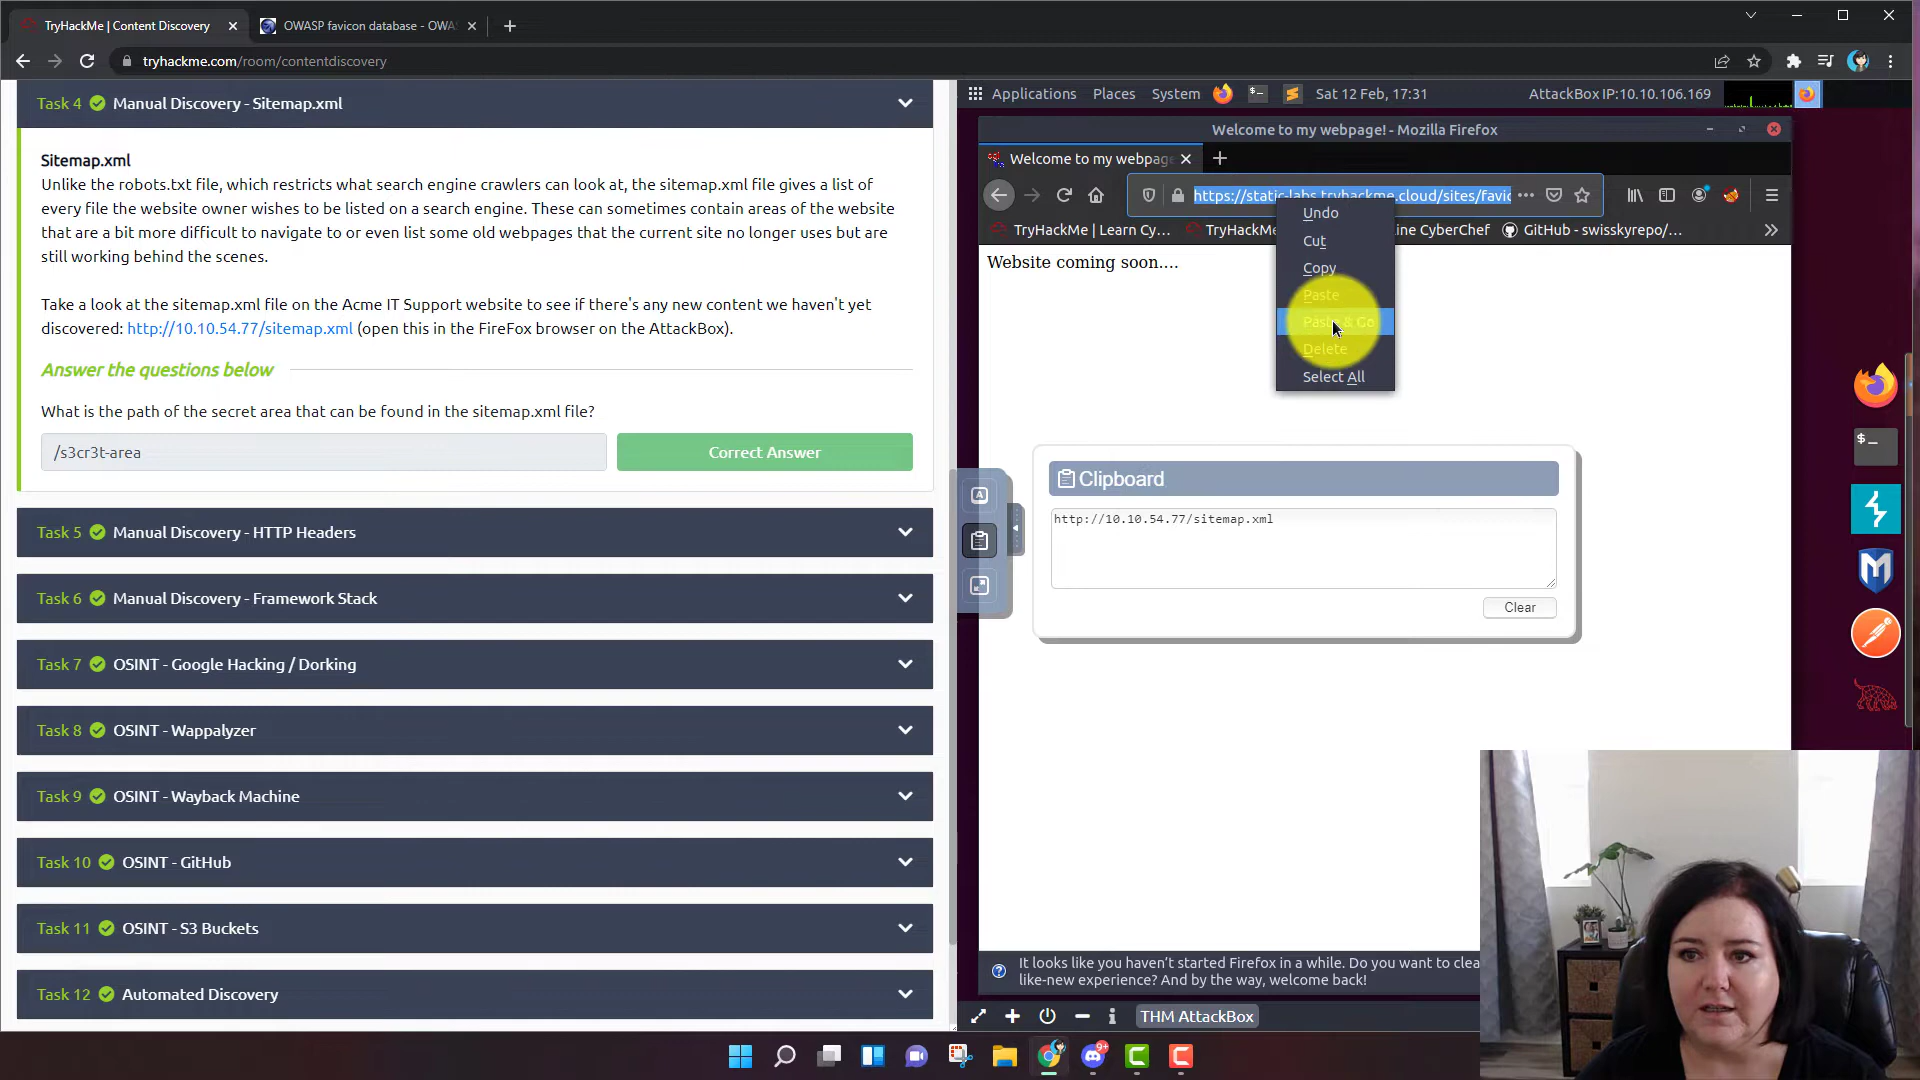 TryHackMe | Content Discovery
OWASP favicon database - OWA
tryhackme.com/room/contentdiscovery
Task 4 Manual Discovery - Sitemap.xml
Sitemap.xml
Unlike the robots.txt file, which restricts what search engine crawlers can look at, the sitemap.xml file gives a list of
every file the website owner wishes to be listed on a search engine. These can sometimes contain areas of the website
that are a bit more difficult to navigate to or even list some old webpages that the current site no longer uses but are
still working behind the scenes.
Take a look at the sitemap.xml file on the Acme IT Support website to see if there's any new content we haven't yet
discovered: http://10.10.54.77/sitemap.xml (open this in the FireFox browser on the AttackBox).
Answer the questions below
What is the path of the secret area that can be found in the sitemap.xml file?
/s3cr3t-area
Correct Answer
Task 5 Manual Discovery - HTTP Headers
Task 6 Manual Discovery - Framework Stack
Task 7 OSINT - Google Hacking / Dorking
Task 8 OSINT - Wappalyzer
Task 9 OSINT - Wayback Machine
Task 10 OSINT - GitHub
Task 11 OSINT - S3 Buckets
Task 12 Automated Discovery
Applications Places System Sat 12 Feb, 17:31 AttackBox IP:10.10.106.169
Welcome to my webpage! - Mozilla Firefox
Welcome to my webpage
https://static-labs.tryhackme.cloud/sites/favic
TryHackMe | Learn Cy... TryHackMe line CyberChef GitHub - swisskyrepo/...
Website coming soon....
Undo
Cut
Copy
Paste
Paste & Go
Delete
Select All
Clipboard
http://10.10.54.77/sitemap.xml
Clear
It looks like you haven't started Firefox in a while. Do you want to clea
like-new experience? And by the way, welcome back!
THM AttackBox
9+